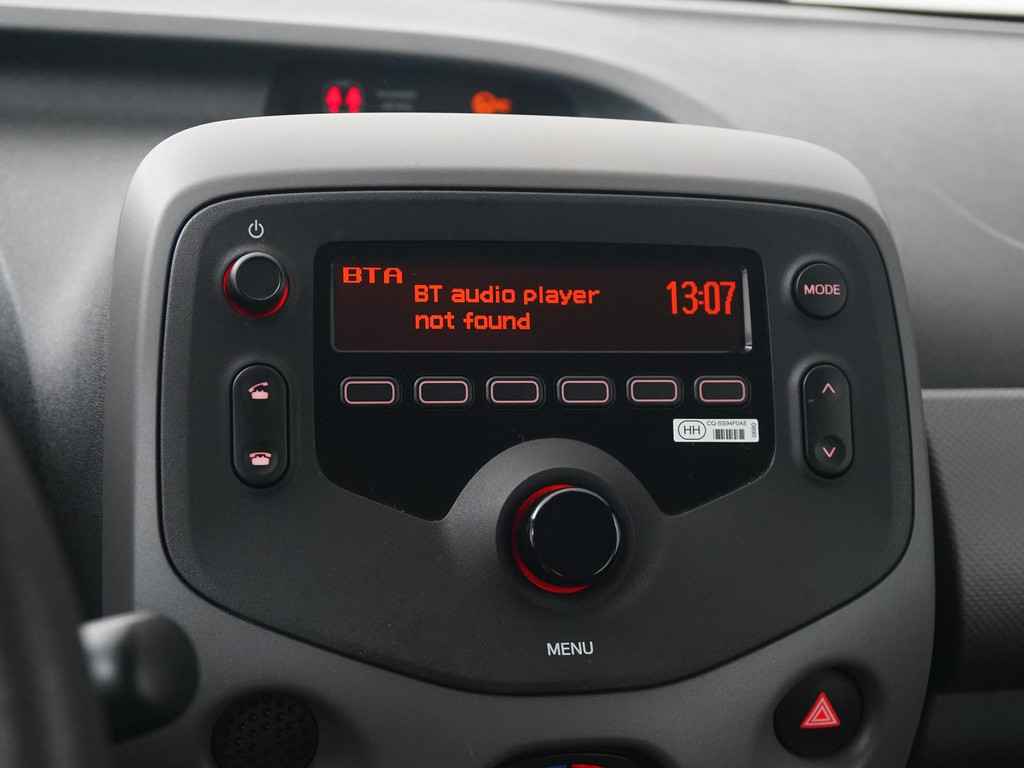 BTA
BT audio player
not found
13:07
MODE
HH
MENU